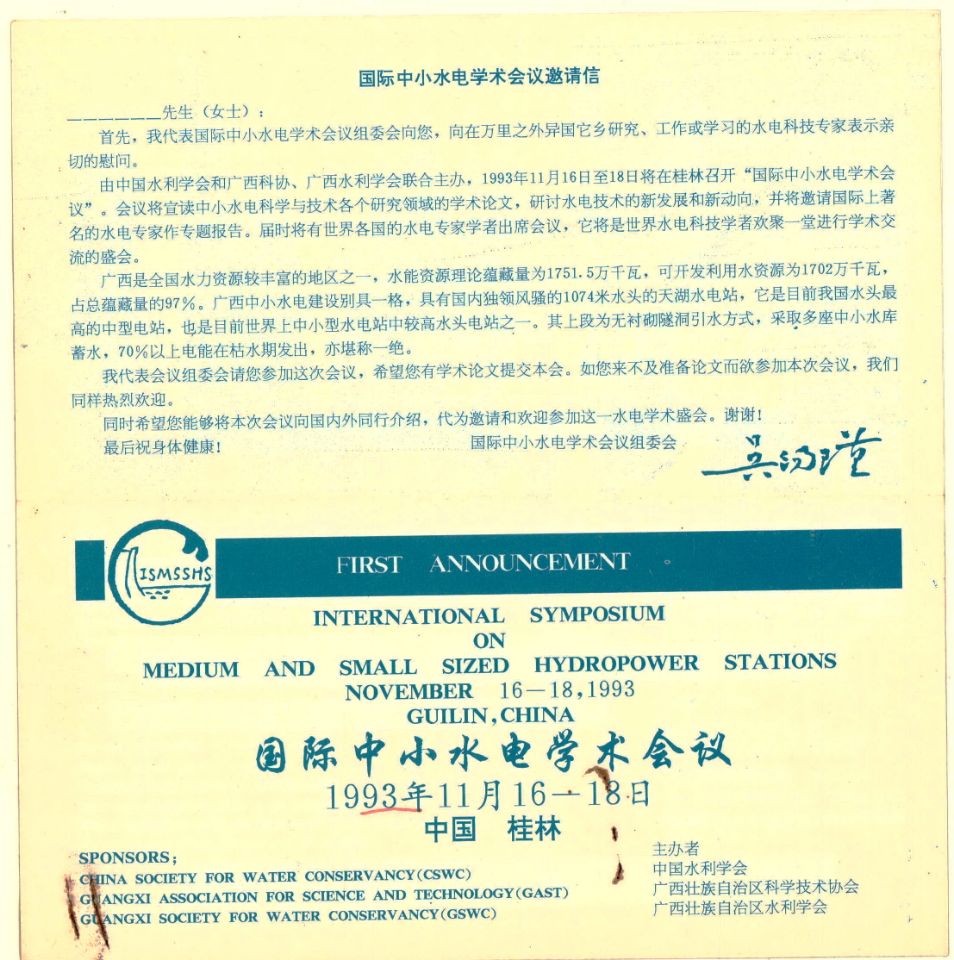 国际中小水电学术会议邀请信
______先生（女士）：
首先，我代表国际中小水电学术会议组委会向您，向在万里之外异国它乡研究、工作或学习的水电科技专家表示亲
切的慰问。
由中国水利学会和广西科协、广西水利学会联合主办，1993年11月16日至18日将在桂林召开“国际中小水电学术会
议”。会议将宣读中小水电科学与技术各个研究领域的学术论文，研讨水电技术的新发展和新动向，并将邀请国际上著
名的水电专家作专题报告。届时将有世界各国的水电专家学者出席会议，它将是世界水电科技学者欢聚一堂进行学术交
流的盛会。
广西是全国水力资源较丰富的地区之一，水能资源理论蕴藏量为1751.5万千瓦，可开发利用水资源为1702万千瓦，
占总蕴藏量的97%。广西中小水电建设别具一格，具有国内独领风骚的1074米水头的天湖水电站，它是目前我国水头最
高的中型电站，也是目前世界上中小型水电站中较高水头电站之一。其上段为无衬砌隧洞引水方式，采取多座中小水库
蓄水，70%以上电能在枯水期发出，亦堪称一绝。
我代表会议组委会请您参加这次会议，希望您有学术论文提交本会。如您来不及准备论文而欲参加本次会议，我们
同样热烈欢迎。
同时希望您能够将本次会议向国内外同行介绍，代为邀请和欢迎参加这一水电学术盛会。谢谢！
最后祝身体健康！ 国际中小水电学术会议组委会
ISMSSHS
FIRST ANNOUNCEMENT
INTERNATIONAL SYMPOSIUM
ON
MEDIUM AND SMALL SIZED HYDROPOWER STATIONS
NOVEMBER 16—18,1993
GUILIN,CHINA
国际中小水电学术会议
1993年11月16—18日
中国 桂林
SPONSORS;
CHINA SOCIETY FOR WATER CONSERVANCY(CSWC)
GUANGXI ASSOCIATION FOR SCIENCE AND TECHNOLOGY(GAST)
GUANGXI SOCIETY FOR WATER CONSERVANCY(GSWC)
主办者
中国水利学会
广西壮族自治区科学技术协会
广西壮族自治区水利学会